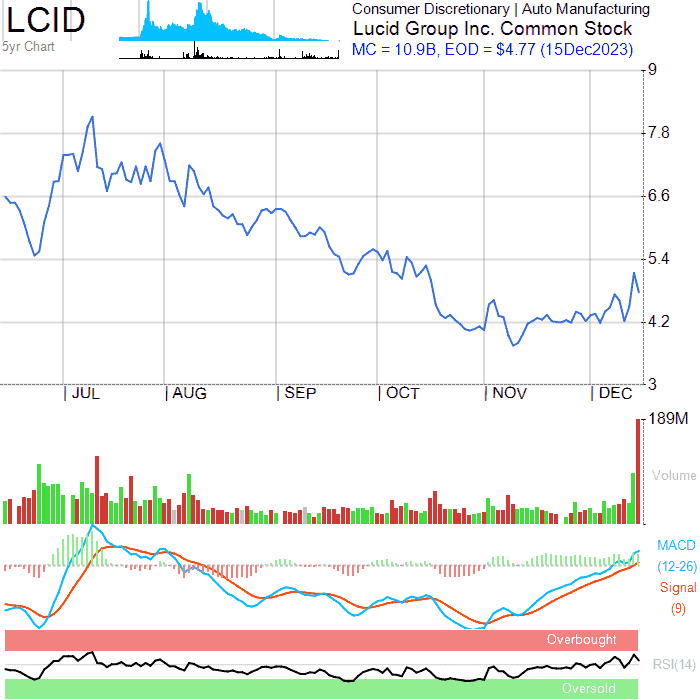 LCID
5yr Chart
Consumer Discretionary | Auto Manufacturing
Lucid Group Inc. Common Stock
MC = 10.9B, EOD = $4.77 (15Dec2023)
9
7.8
6.6
5.4
4.2
3
JUL AUG SEP OCT NOV DEC
189M
Volume
MACD
(12-26)
Signal
(9)
Overbought
RSI(14)
Oversold